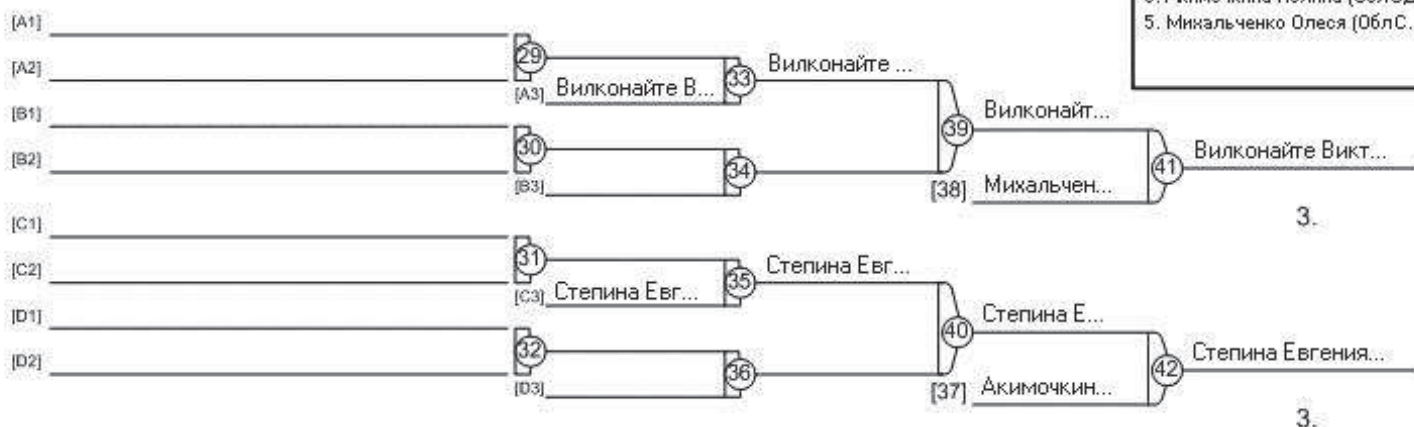 5. Михальченко Олеся (ОблС...
[A1]
[A2]
29
[A3] Вилконайте В...
33
Вилконайте ...
[B1]
[B2]
30
[B3]
34
39
Вилконайт...
[38] Михальчен...
41
Вилконайте Викт...
3.
[C1]
[C2]
31
[C3] Степина Евг...
35
Степина Евг...
[D1]
[D2]
32
[D3]
36
40
Степина Е...
[37] Акимочкин...
42
Степина Евгения...
3.